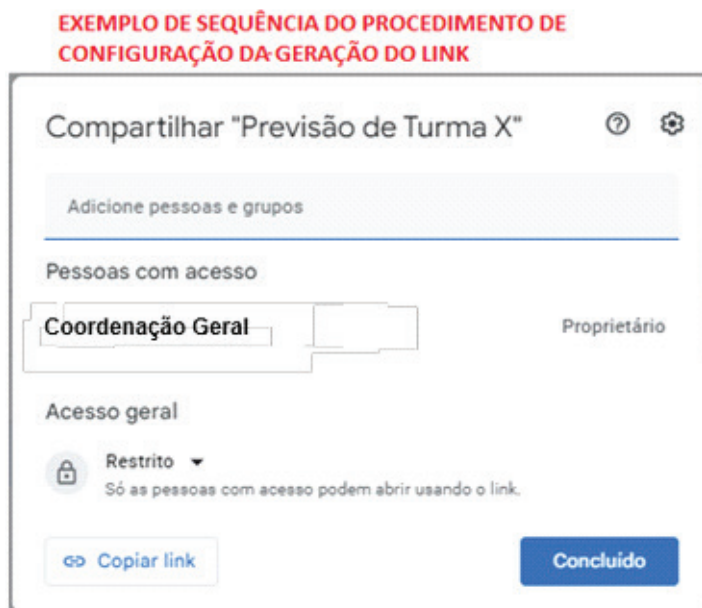 EXEMPLO DE SEQUÊNCIA DO PROCEDIMENTO DE
CONFIGURAÇÃO DA GERAÇÃO DO LINK
Compartilhar "Previsão de Turma X"
Adicione pessoas e grupos
Pessoas com acesso
Coordenação Geral
Proprietário
Acesso geral
Restrito
Só as pessoas com acesso podem abrir usando o link.
Copiar link
Concluído